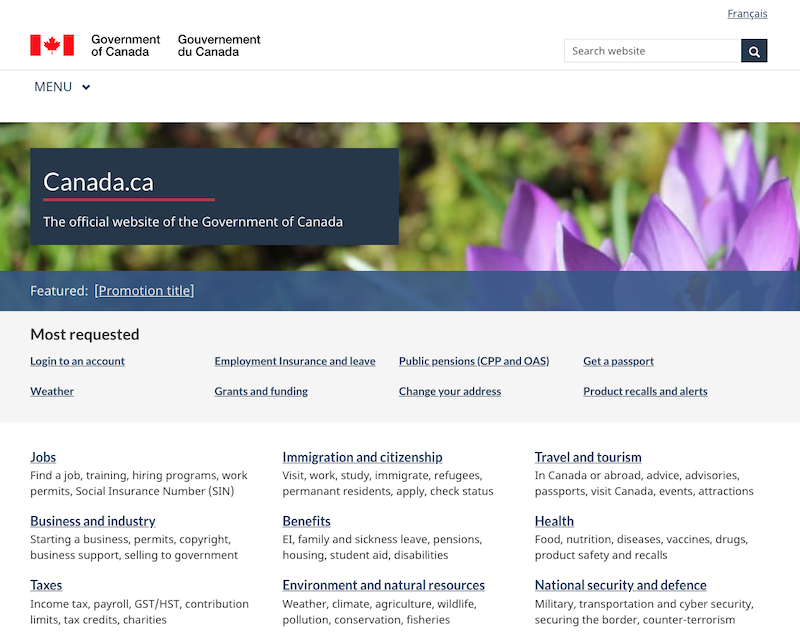 Français
Government of Canada
Gouvernement du Canada
Search website
MENU
Canada.ca
The official website of the Government of Canada
Featured: [Promotion title]
Most requested
Login to an account
Employment Insurance and leave
Public pensions (CPP and OAS)
Get a passport
Weather
Grants and funding
Change your address
Product recalls and alerts
Jobs
Find a job, training, hiring programs, work
permits, Social Insurance Number (SIN)
Immigration and citizenship
Visit, work, study, immigrate, refugees,
permanant residents, apply, check status
Travel and tourism
In Canada or abroad, advice, advisories,
passports, visit Canada, events, attractions
Business and industry
Starting a business, permits, copyright,
business support, selling to government
Benefits
EI, family and sickness leave, pensions,
housing, student aid, disabilities
Health
Food, nutrition, diseases, vaccines, drugs,
product safety and recalls
Taxes
Income tax, payroll, GST/HST, contribution
limits, tax credits, charities
Environment and natural resources
Weather, climate, agriculture, wildlife,
pollution, conservation, fisheries
National security and defence
Military, transportation and cyber security,
securing the border, counter-terrorism